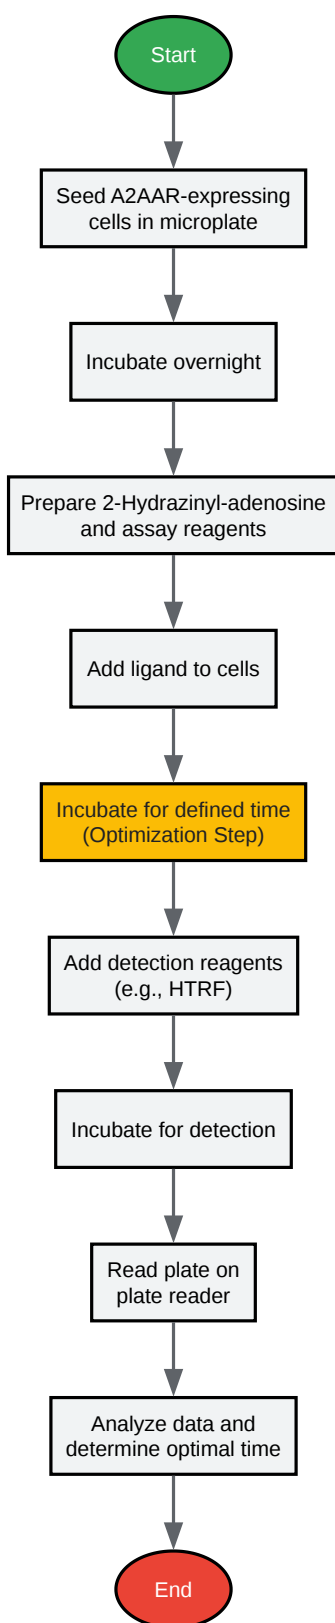 Start
Seed A2AAR-expressing
cells in microplate
Incubate overnight
Prepare 2-Hydrazinyl-adenosine
and assay reagents
Add ligand to cells
Incubate for defined time
(Optimization Step)
Add detection reagents
(e.g., HTRF)
Incubate for detection
Read plate on
plate reader
Analyze data and
determine optimal time
End